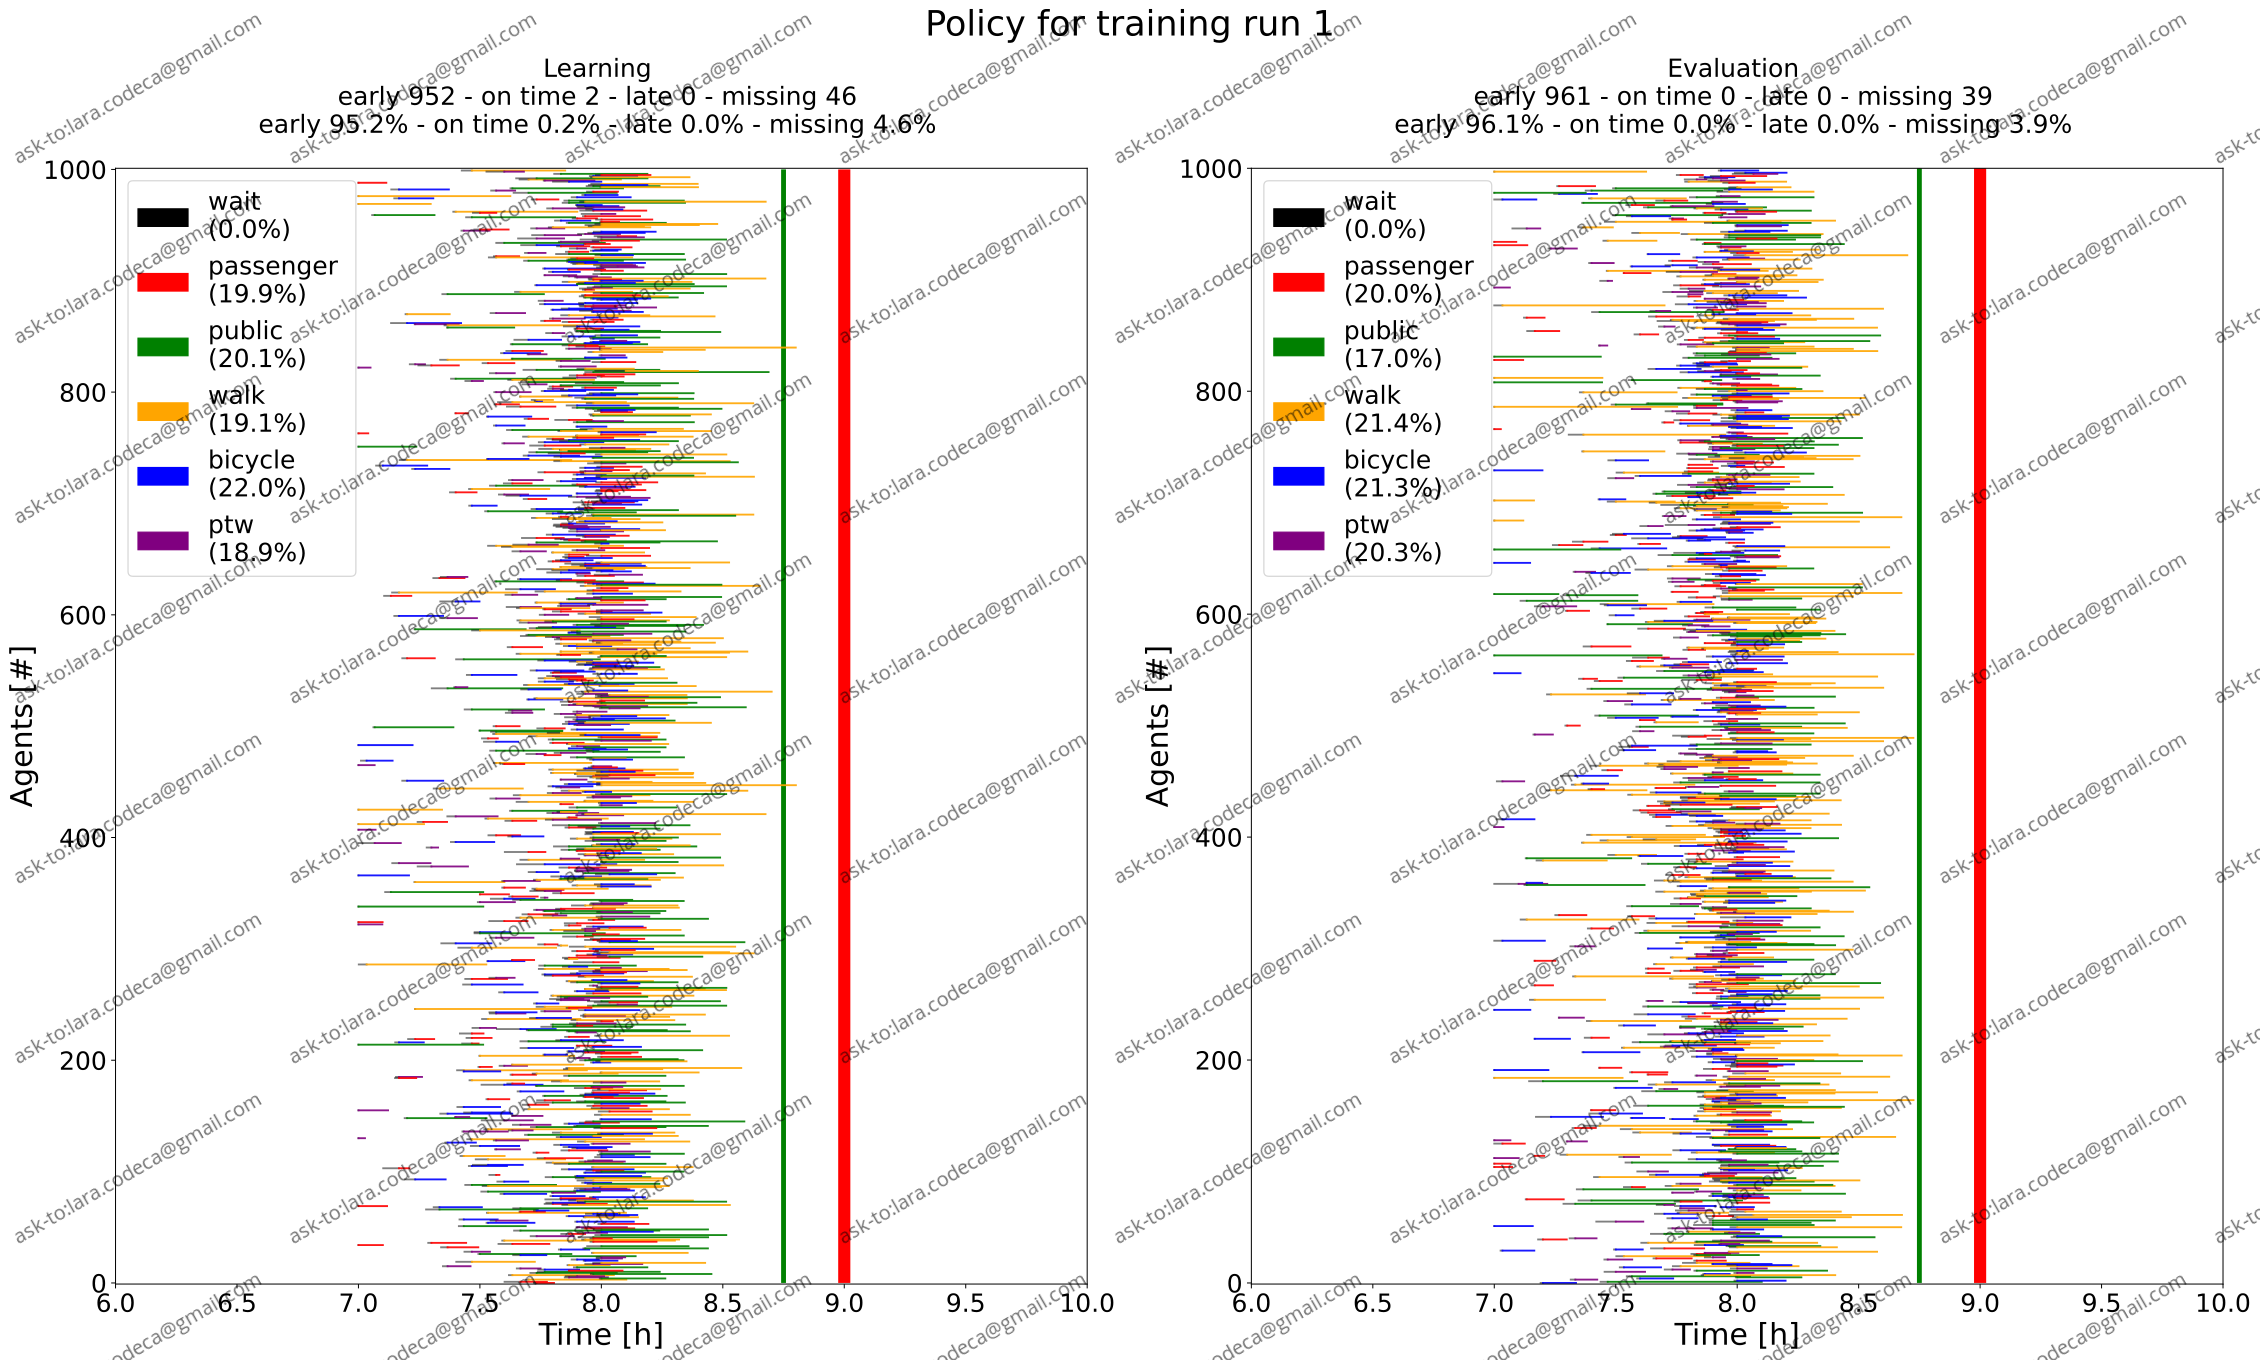 Policy for training run 1
Learning
early 952 - on time 2 - late 0 - missing 46
early 95.2% - on time 0.2% - late 0.0% - missing 4.6%
1000
800
600
400
200
0
Agents [#]
wait
(0.0%)
passenger
(19.9%)
public
(20.1%)
walk
(19.1%)
bicycle
(22.0%)
ptw
(18.9%)
6.0 6.5 7.0 7.5 8.0 8.5 9.0 9.5 10.0
Time [h]
Evaluation
early 961 - on time 0 - late 0 - missing 39
early 96.1% - on time 0.0% - late 0.0% - missing 3.9%
1000
800
600
400
200
0
Agents [#]
wait
(0.0%)
passenger
(20.0%)
public
(17.0%)
walk
(21.4%)
bicycle
(21.3%)
ptw
(20.3%)
6.0 6.5 7.0 7.5 8.0 8.5 9.0 9.5 10.0
Time [h]
ask-to:lara.codeca@gmail.com